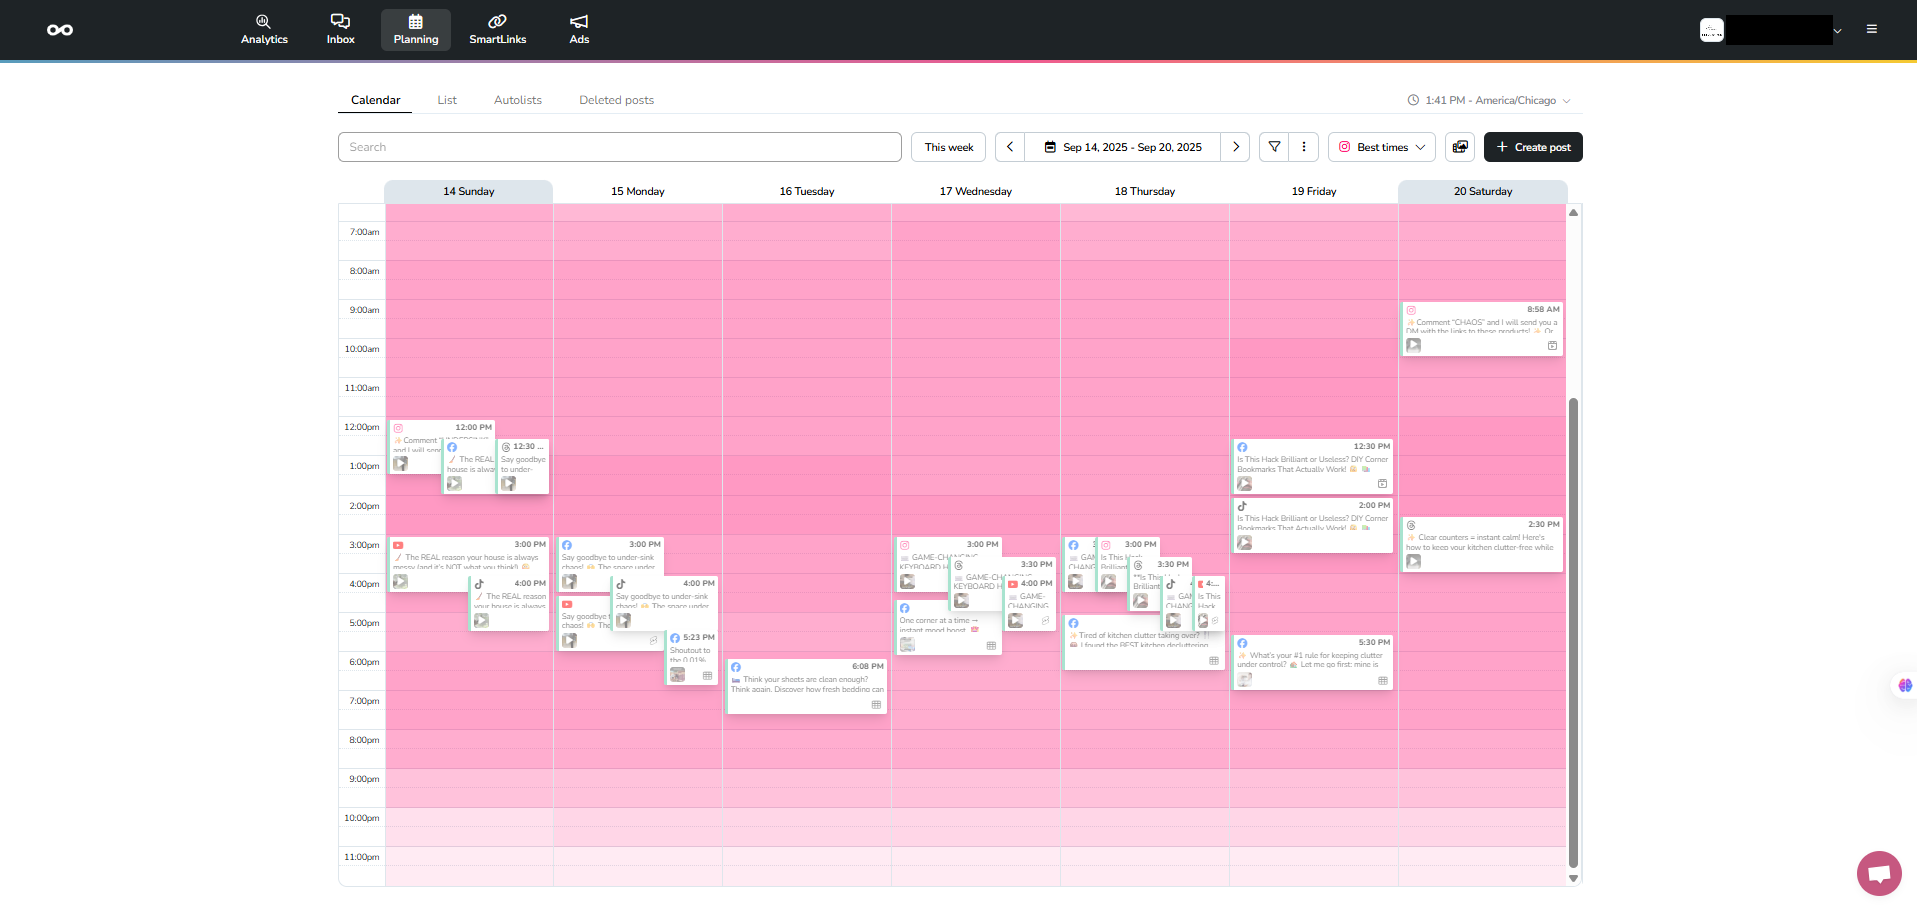 Analytics
Inbox
Planning
SmartLinks
Ads
Calendar
List
Autolists
Deleted posts
1:41 PM - America/Chicago
Search
This week
Sep 14, 2025 - Sep 20, 2025
Best times
Create post
14 Sunday
15 Monday
16 Tuesday
17 Wednesday
18 Thursday
19 Friday
20 Saturday
7:00am
8:00am
9:00am
10:00am
11:00am
12:00pm
1:00pm
2:00pm
3:00pm
4:00pm
5:00pm
6:00pm
7:00pm
8:00pm
9:00pm
10:00pm
11:00pm
12:00 PM
✨ Comment
and I will
12:30 ...
🧹 The REAL
house is
Say goodbye
to under-
3:00 PM
🧹 The REAL reason your house is always
messy (and it's NOT what you think!)
4:00 PM
🧹 The REAL reason
your house is always
3:00 PM
Say goodbye to under-sink
chaos! 🙌 The space under
4:00 PM
Say goodbye to under-sink
chaos! 🙌 The space under
Say goodbye
chaos! 🙌 The
5:23 PM
Shoutout to
the 0.01%
6:08 PM
🛏️ Think your sheets are clean enough?
Think again. Discover how fresh bedding can
3:00 PM
⌨️ GAME-CHANGING
KEYBOARD
3:30 PM
KEYBOARD
4:00 PM
⌨️ GAME-
CHANGING
One corner at a time →
instant mood boost.
3:00 PM
Is This
Brilliant
3:30 PM
**Is This
Brilliant
4:...
Is This
Hack
✨ Tired of kitchen clutter taking over? 🍴
I found the BEST kitchen decluttering
12:30 PM
Is This Hack Brilliant or Useless? DIY Corner
Bookmarks That Actually Work!
2:00 PM
Is This Hack Brilliant or Useless? DIY Corner
Bookmarks That Actually Work!
5:30 PM
✨ What's your #1 rule for keeping clutter
under control? 🏠 Let me go first: mine is
8:58 AM
✨ Comment "CHAOS" and I will send you a
DM with the links to these products! ✨ Or
2:30 PM
✨ Clear counters = instant calm! Here's
how to keep your kitchen clutter-free while